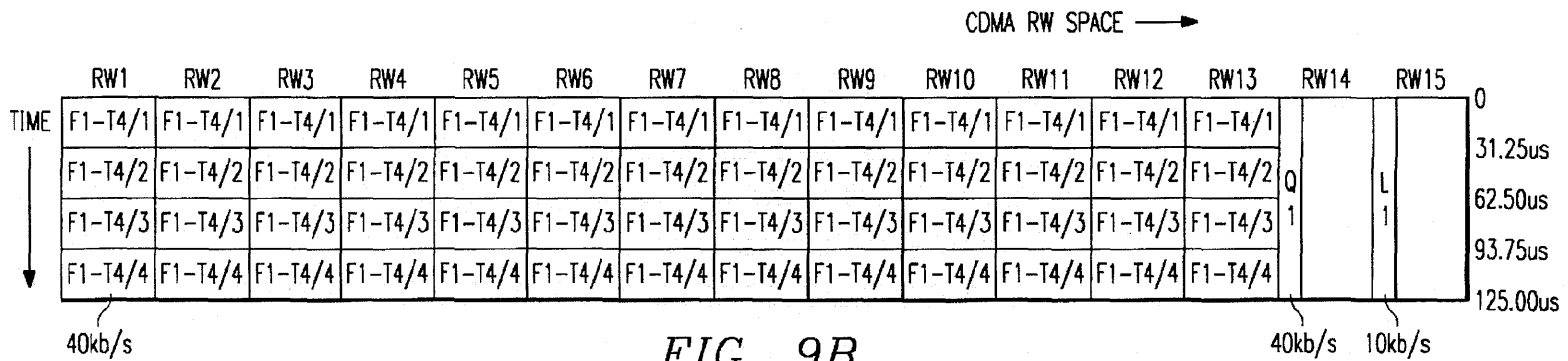 CDMA RW SPACE
RW1 RW2 RW3 RW4 RW5 RW6 RW7 RW8 RW9 RW10 RW11 RW12 RW13 RW14 RW15
TIME F1-T4/1 F1-T4/1 F1-T4/1 F1-T4/1 F1-T4/1 F1-T4/1 F1-T4/1 F1-T4/1 F1-T4/1 F1-T4/1 F1-T4/1 F1-T4/1 F1-T4/1 0
31.25us
F1-T4/2 F1-T4/2 F1-T4/2 F1-T4/2 F1-T4/2 F1-T4/2 F1-T4/2 F1-T4/2 F1-T4/2 F1-T4/2 F1-T4/2 F1-T4/2 F1-T4/2 Q1 L1
62.50us
F1-T4/3 F1-T4/3 F1-T4/3 F1-T4/3 F1-T4/3 F1-T4/3 F1-T4/3 F1-T4/3 F1-T4/3 F1-T4/3 F1-T4/3 F1-T4/3 F1-T4/3
93.75us
F1-T4/4 F1-T4/4 F1-T4/4 F1-T4/4 F1-T4/4 F1-T4/4 F1-T4/4 F1-T4/4 F1-T4/4 F1-T4/4 F1-T4/4 F1-T4/4 F1-T4/4
125.00us
40kb/s 40kb/s 10kb/s
FIG. 9B